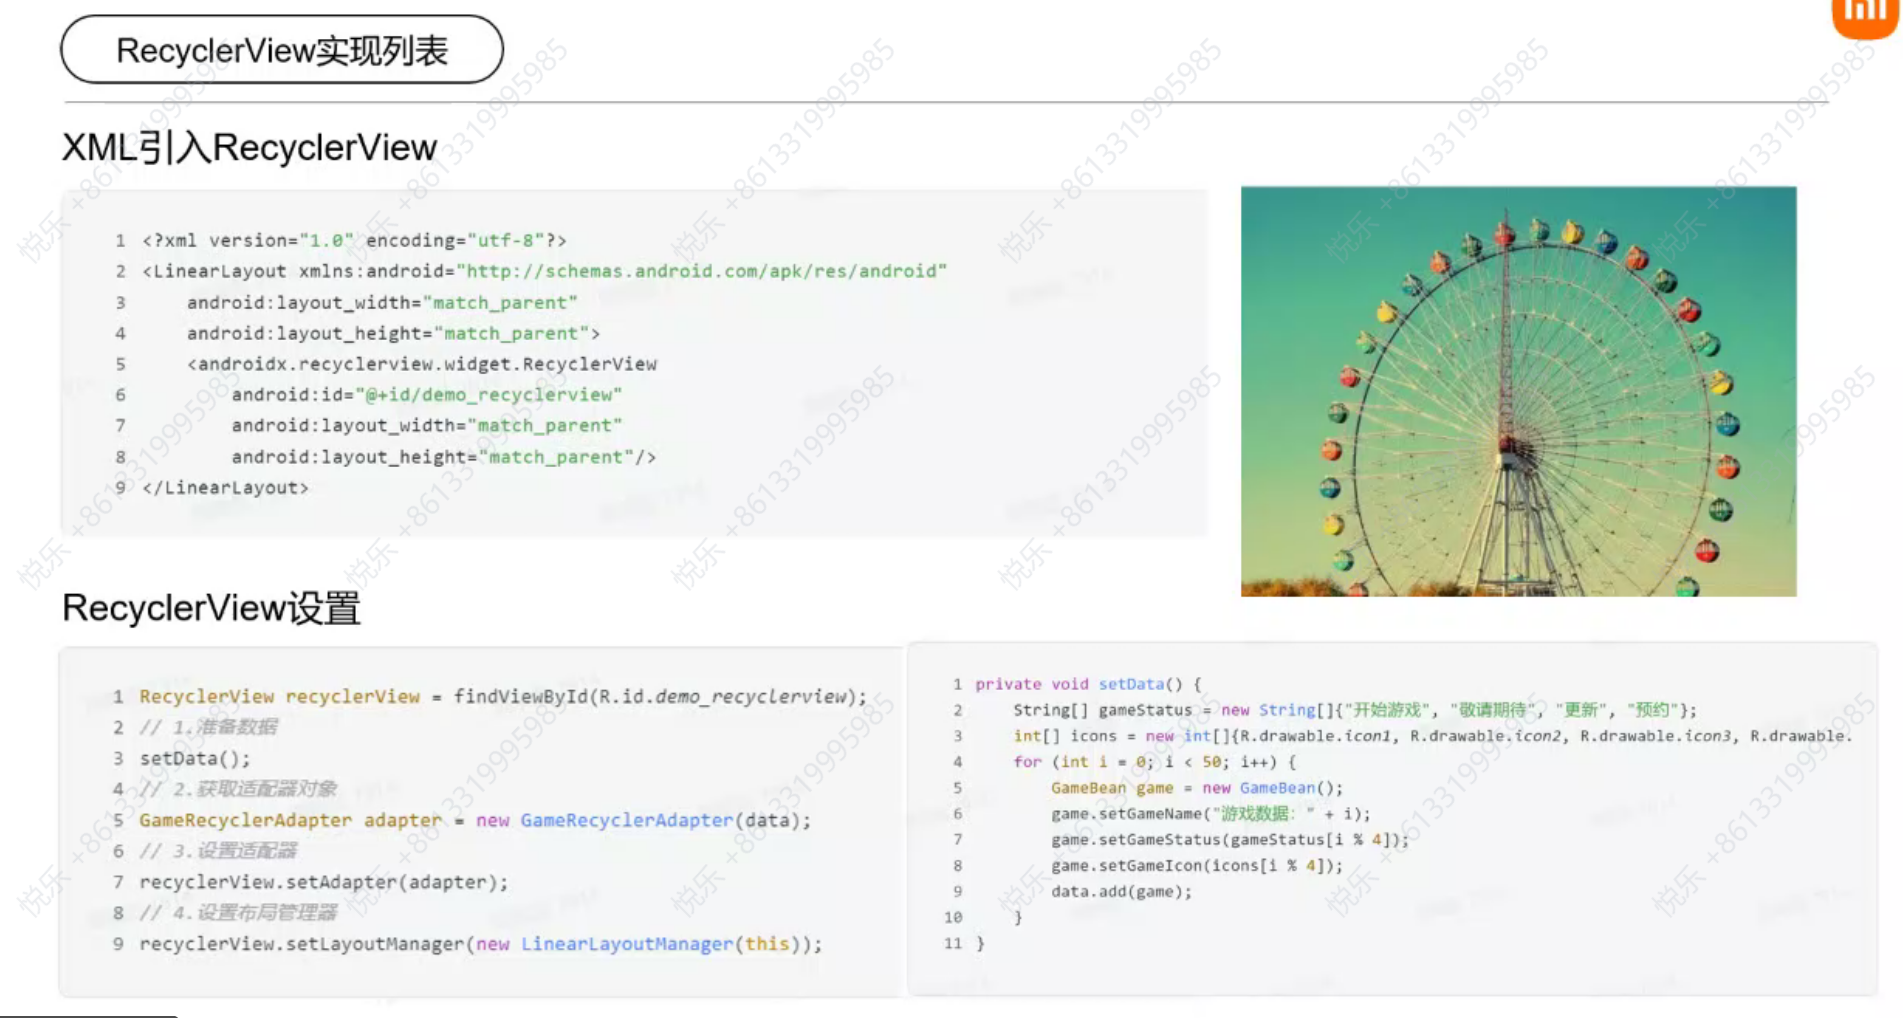 RecyclerView实现列表
XML引入RecyclerView
1 <?xml version="1.0" encoding="utf-8"?>
2 <LinearLayout xmlns:android="http://schemas.android.com/apk/res/android"
3     android:layout_width="match_parent"
4     android:layout_height="match_parent">
5     <androidx.recyclerview.widget.RecyclerView
6         android:id="@+id/demo_recyclerview"
7         android:layout_width="match_parent"
8         android:layout_height="match_parent"/>
9 </LinearLayout>
RecyclerView设置
1 RecyclerView recyclerView = findViewById(R.id.demo_recyclerview);
2 // 1.准备数据
3 setData();
4 // 2.获取适配器对象
5 GameRecyclerAdapter adapter = new GameRecyclerAdapter(data);
6 // 3.设置适配器
7 recyclerView.setAdapter(adapter);
8 // 4.设置布局管理器
9 recyclerView.setLayoutManager(new LinearLayoutManager(this));
1 private void setData() {
2     String[] gameStatus = new String[]{"开始游戏", "敬请期待", "更新", "预约"};
3     int[] icons = new int[]{R.drawable.icon1, R.drawable.icon2, R.drawable.icon3, R.drawable.
4     for (int i = 0; i < 50; i++) {
5         GameBean game = new GameBean();
6         game.setGameName("游戏数据: " + i);
7         game.setGameStatus(gameStatus[i % 4]);
8         game.setGameIcon(icons[i % 4]);
9         data.add(game);
10     }
11 }
悦乐 +8613319995985